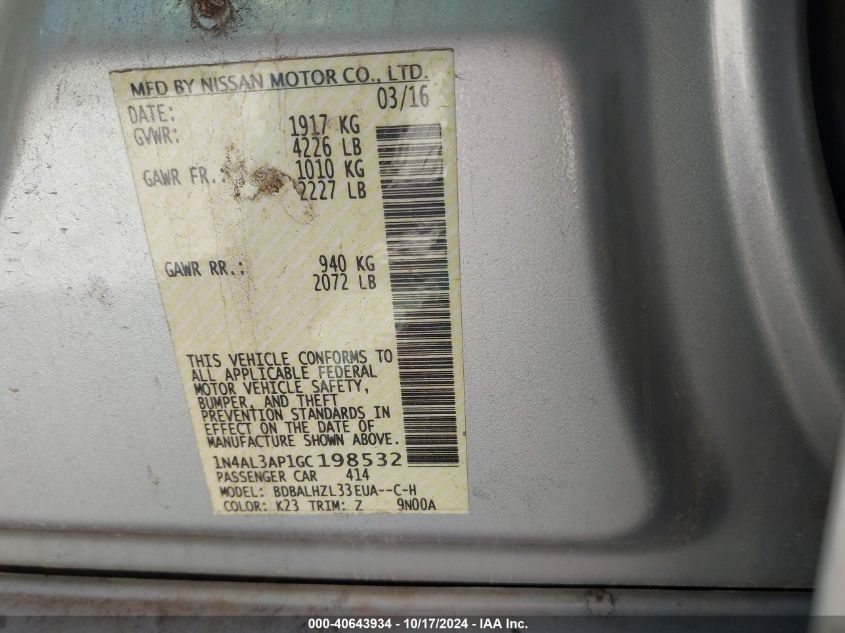 MFD BY NISSAN MOTOR CO., LTD.
DATE: 03/16
GVWR: 1917 KG
4226 LB
GAWR FR.: 1010 KG
2227 LB
GAWR RR.: 940 KG
2072 LB
THIS VEHICLE CONFORMS TO
ALL APPLICABLE FEDERAL
MOTOR VEHICLE SAFETY,
BUMPER, AND THEFT
PREVENTION STANDARDS IN
EFFECT ON THE DATE OF
MANUFACTURE SHOWN ABOVE.
1N4AL3AP1GC198532
PASSENGER CAR 414
MODEL: BDBALHZL33EUA--C-H
COLOR: K23 TRIM: Z 9N00A
000-40643934 - 10/17/2024 - IAA, Inc.